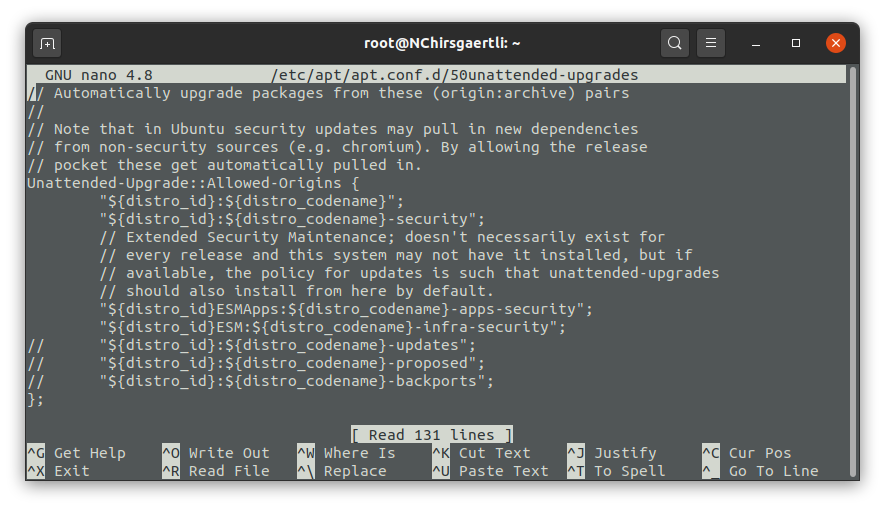 root@NChirsgaertli: ~
GNU nano 4.8 /etc/apt/apt.conf.d/50unattended-upgrades
// Automatically upgrade packages from these (origin:archive) pairs
//
// Note that in Ubuntu security updates may pull in new dependencies
// from non-security sources (e.g. chromium). By allowing the release
// pocket these get automatically pulled in.
Unattended-Upgrade::Allowed-Origins {
        "${distro_id}:${distro_codename}";
        "${distro_id}:${distro_codename}-security";
        // Extended Security Maintenance; doesn't necessarily exist for
        // every release and this system may not have it installed, but if
        // available, the policy for updates is such that unattended-upgrades
        // should also install from here by default.
        "${distro_id}ESMApps:${distro_codename}-apps-security";
        "${distro_id}ESM:${distro_codename}-infra-security";
//      "${distro_id}:${distro_codename}-updates";
//      "${distro_id}:${distro_codename}-proposed";
//      "${distro_id}:${distro_codename}-backports";
};
[ Read 131 lines ]
^G Get Help ^O Write Out ^W Where Is ^K Cut Text ^J Justify ^C Cur Pos
^X Exit ^R Read File ^\ Replace ^U Paste Text ^T To Spell ^_ Go To Line